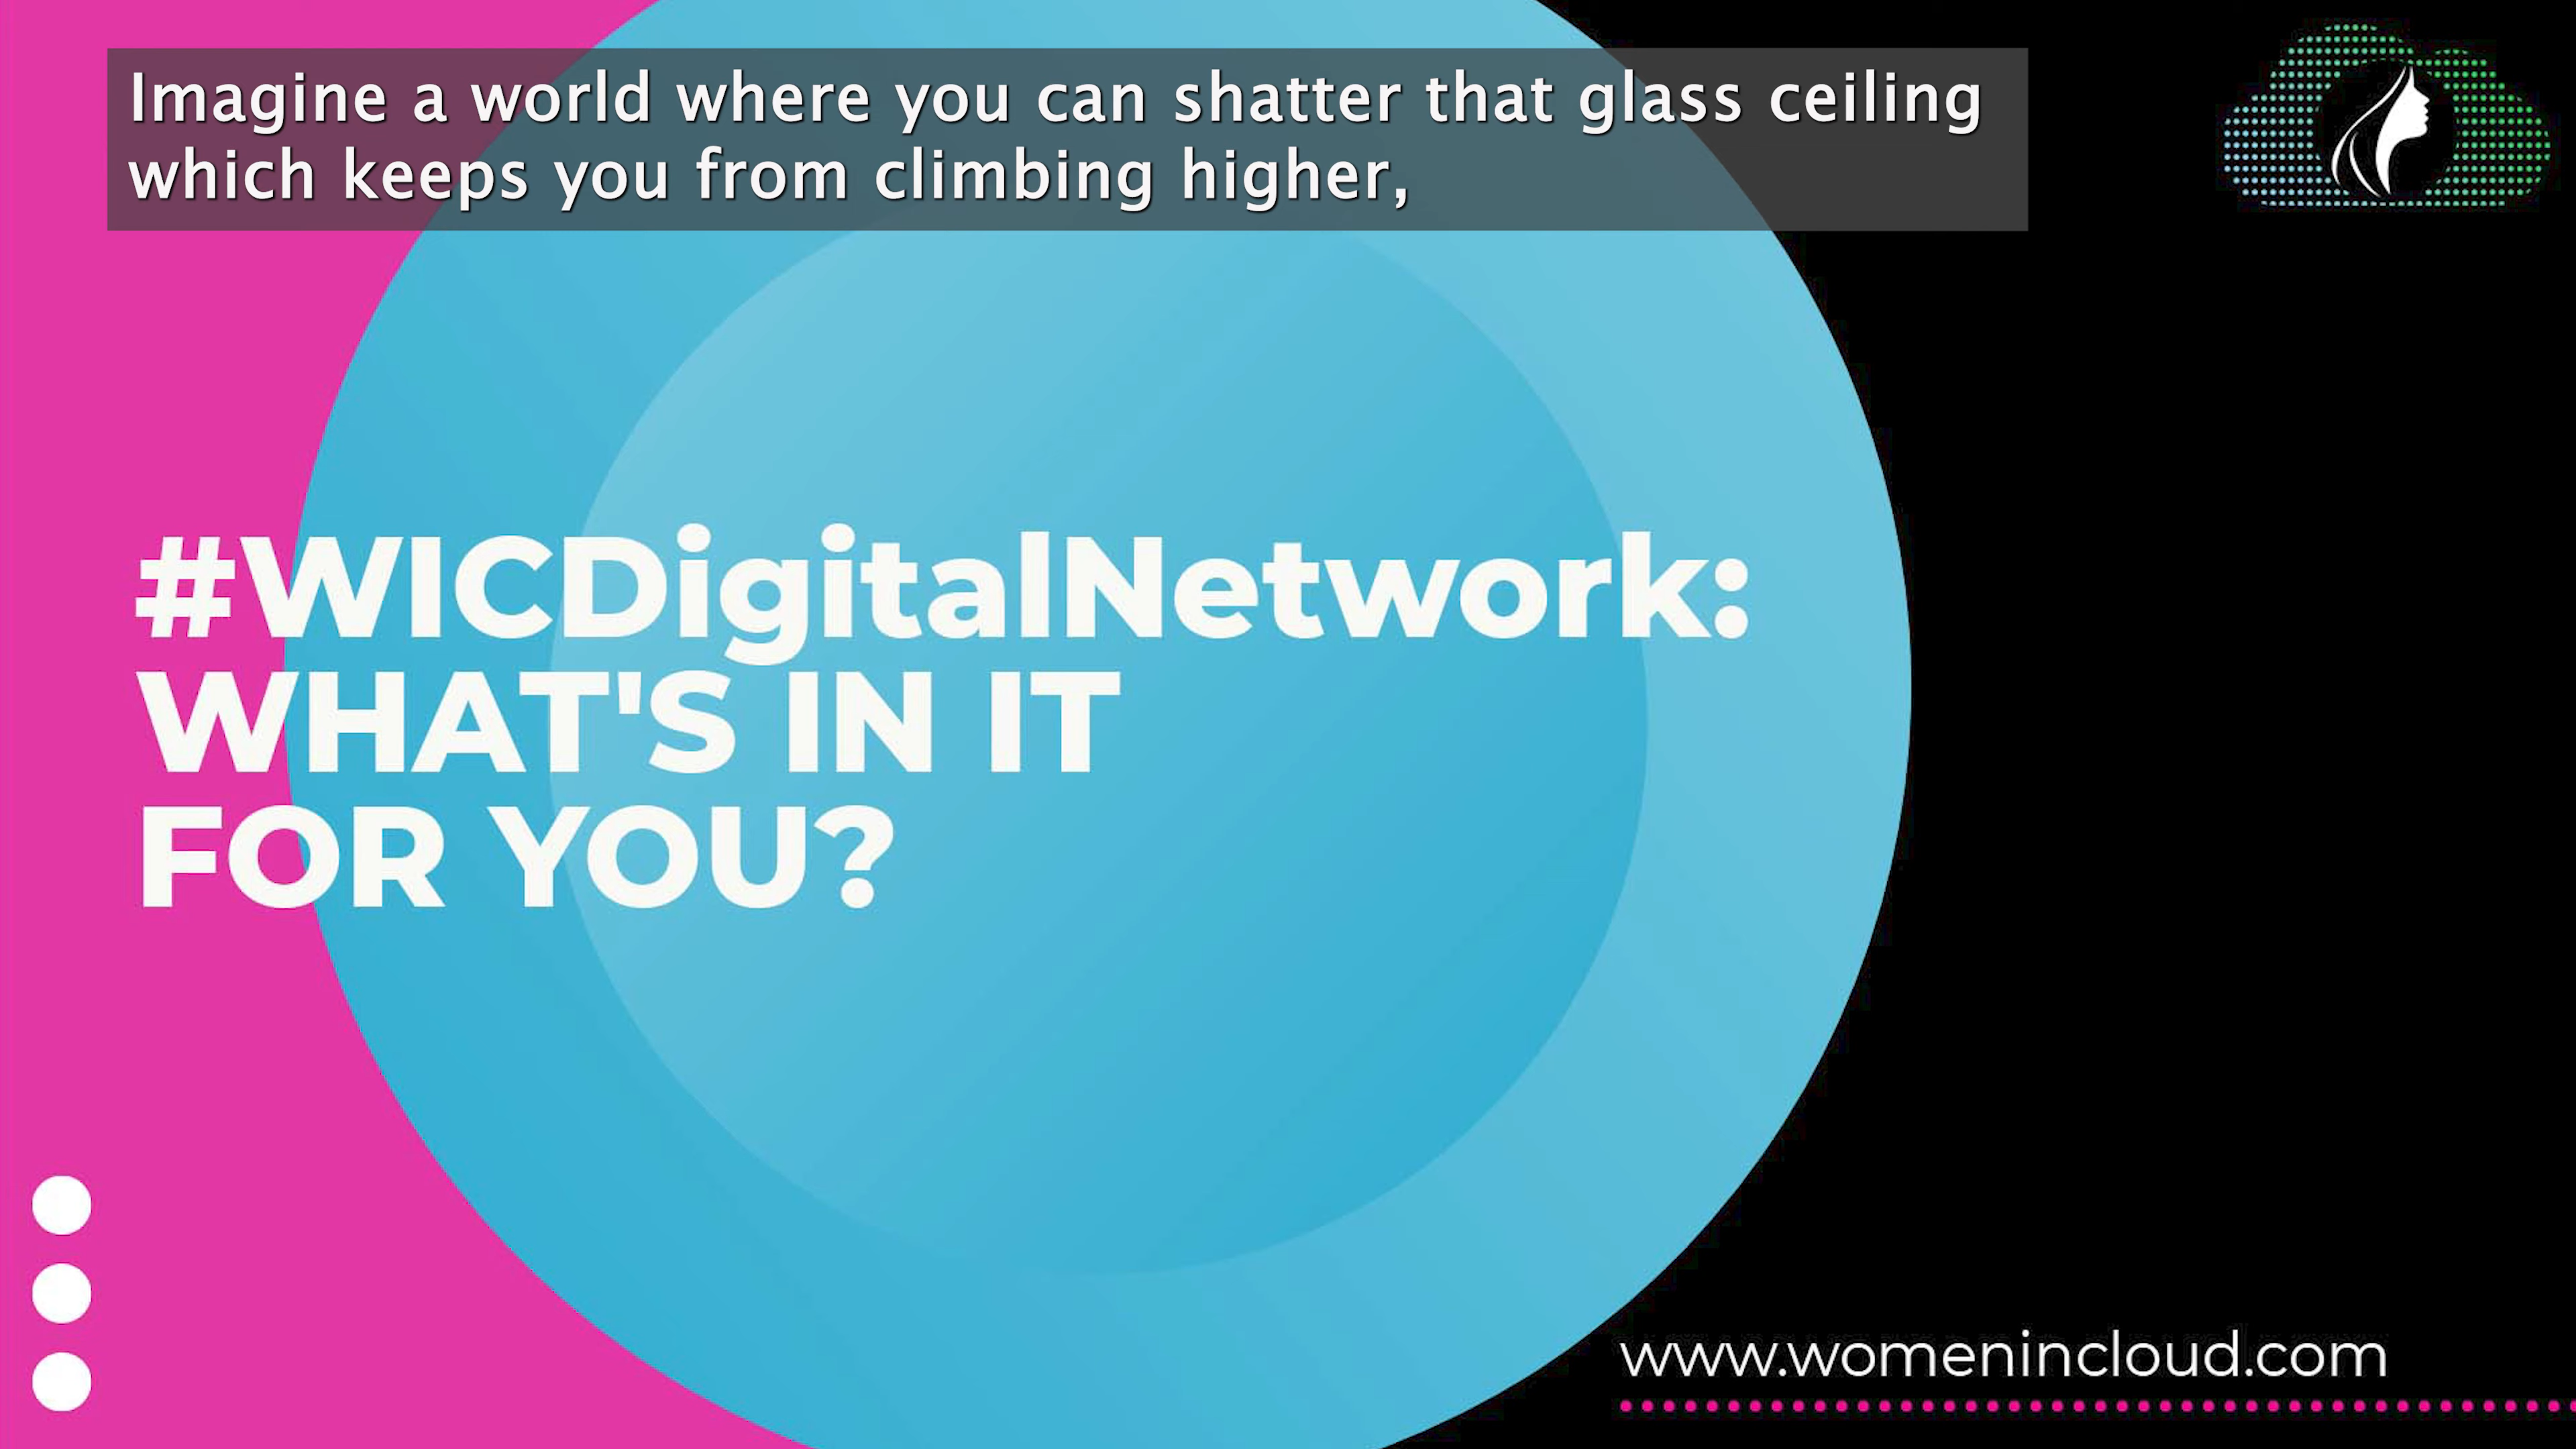 Imagine a world where you can shatter that glass ceiling
which keeps you from climbing higher,
#WICDigitalNetwork:
WHAT'S IN IT
FOR YOU?
www.womenincloud.com